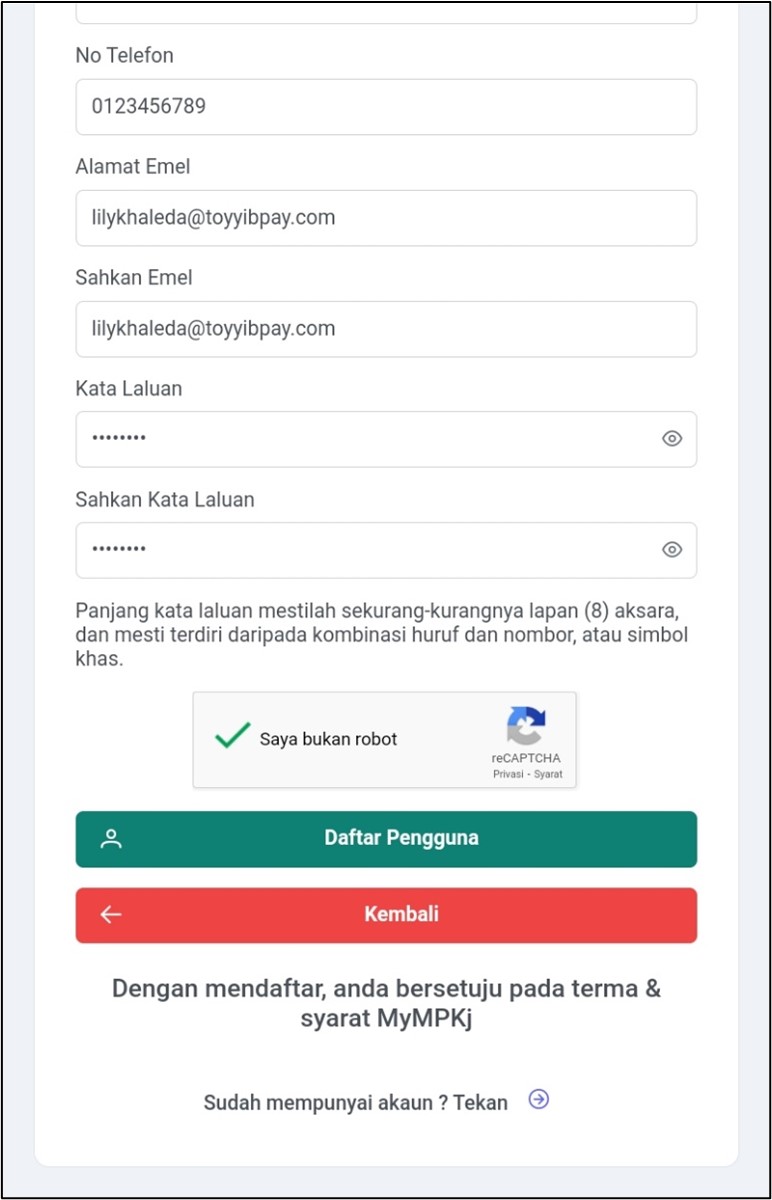 No Telefon
0123456789
Alamat Emel
lilykhaleda@toyyibpay.com
Sahkan Emel
lilykhaleda@toyyibpay.com
Kata Laluan
••••••••
Sahkan Kata Laluan
••••••••
Panjang kata laluan mestilah sekurang-kurangnya lapan (8) aksara,
dan mesti terdiri daripada kombinasi huruf dan nombor, atau simbol
khas.
Saya bukan robot
reCAPTCHA
Privasi - Syarat
Daftar Pengguna
Kembali
Dengan mendaftar, anda bersetuju pada terma &
syarat MyMPKj
Sudah mempunyai akaun ? Tekan